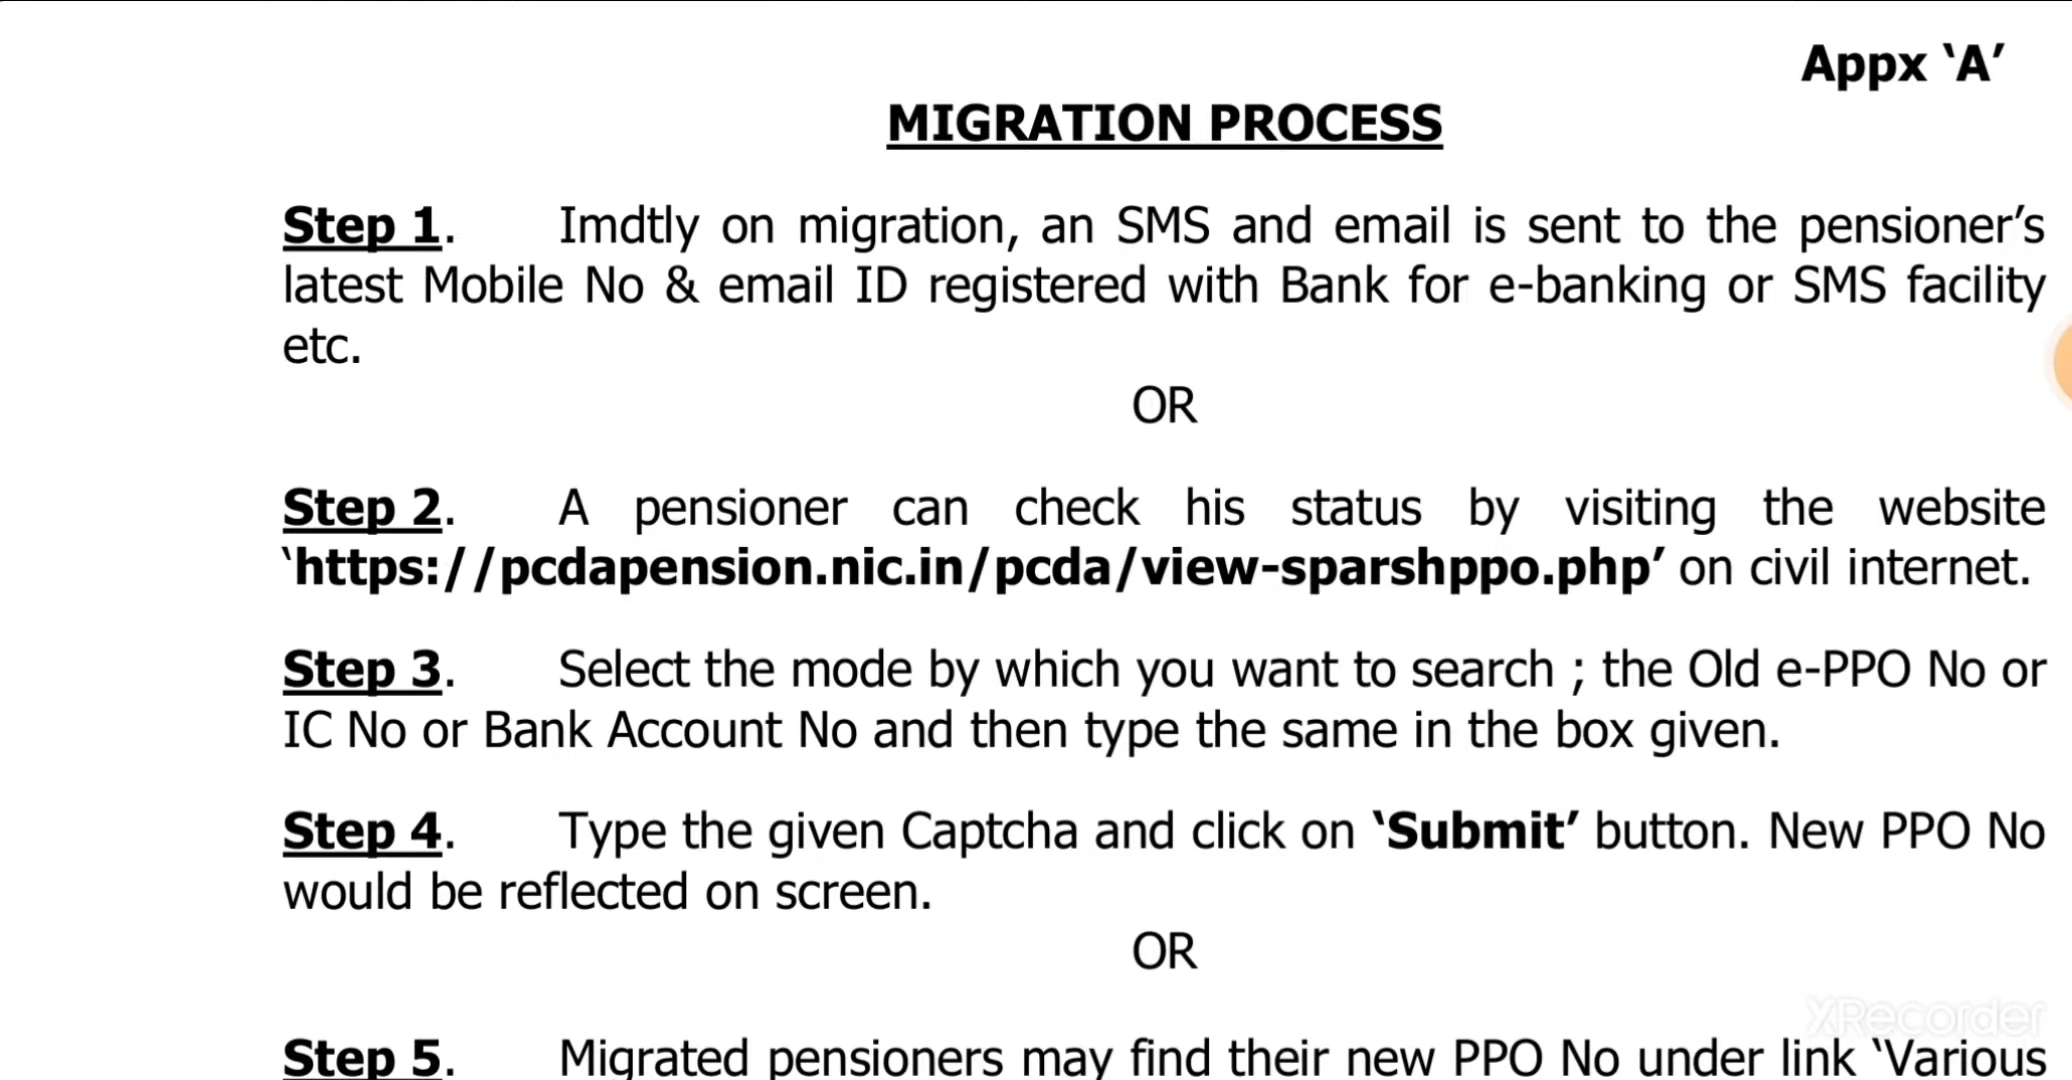 Appx ‘A’
MIGRATION PROCESS
Step 1. Imdtly on migration, an SMS and email is sent to the pensioner’s
latest Mobile No & email ID registered with Bank for e-banking or SMS facility
etc.
OR
Step 2. A pensioner can check his status by visiting the website
‘https://pcdapension.nic.in/pcda/view-sparshppo.php’ on civil internet.
Step 3. Select the mode by which you want to search ; the Old e-PPO No or
IC No or Bank Account No and then type the same in the box given.
Step 4. Type the given Captcha and click on ‘Submit’ button. New PPO No
would be reflected on screen.
OR
XRecorder
Step 5. Migrated pensioners may find their new PPO No under link ‘Various